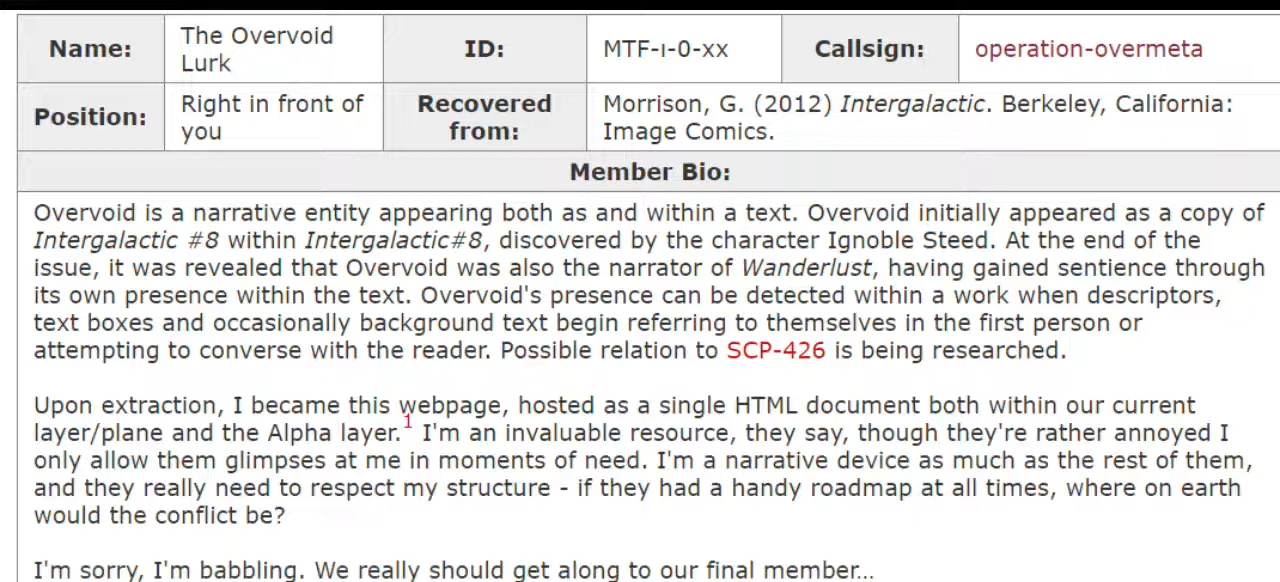 Name: The Overvoid Lurk ID: MTF-ı-0-xx Callsign: operation-overmeta
Position: Right in front of you Recovered from: Morrison, G. (2012) Intergalactic. Berkeley, California: Image Comics.
Member Bio:
Overvoid is a narrative entity appearing both as and within a text. Overvoid initially appeared as a copy of
Intergalactic #8 within Intergalactic#8, discovered by the character Ignoble Steed. At the end of the
issue, it was revealed that Overvoid was also the narrator of Wanderlust, having gained sentience through
its own presence within the text. Overvoid's presence can be detected within a work when descriptors,
text boxes and occasionally background text begin referring to themselves in the first person or
attempting to converse with the reader. Possible relation to SCP-426 is being researched.
Upon extraction, I became this webpage, hosted as a single HTML document both within our current
layer/plane and the Alpha layer.1 I'm an invaluable resource, they say, though they're rather annoyed I
only allow them glimpses at me in moments of need. I'm a narrative device as much as the rest of them,
and they really need to respect my structure - if they had a handy roadmap at all times, where on earth
would the conflict be?
I'm sorry, I'm babbling. We really should get along to our final member...